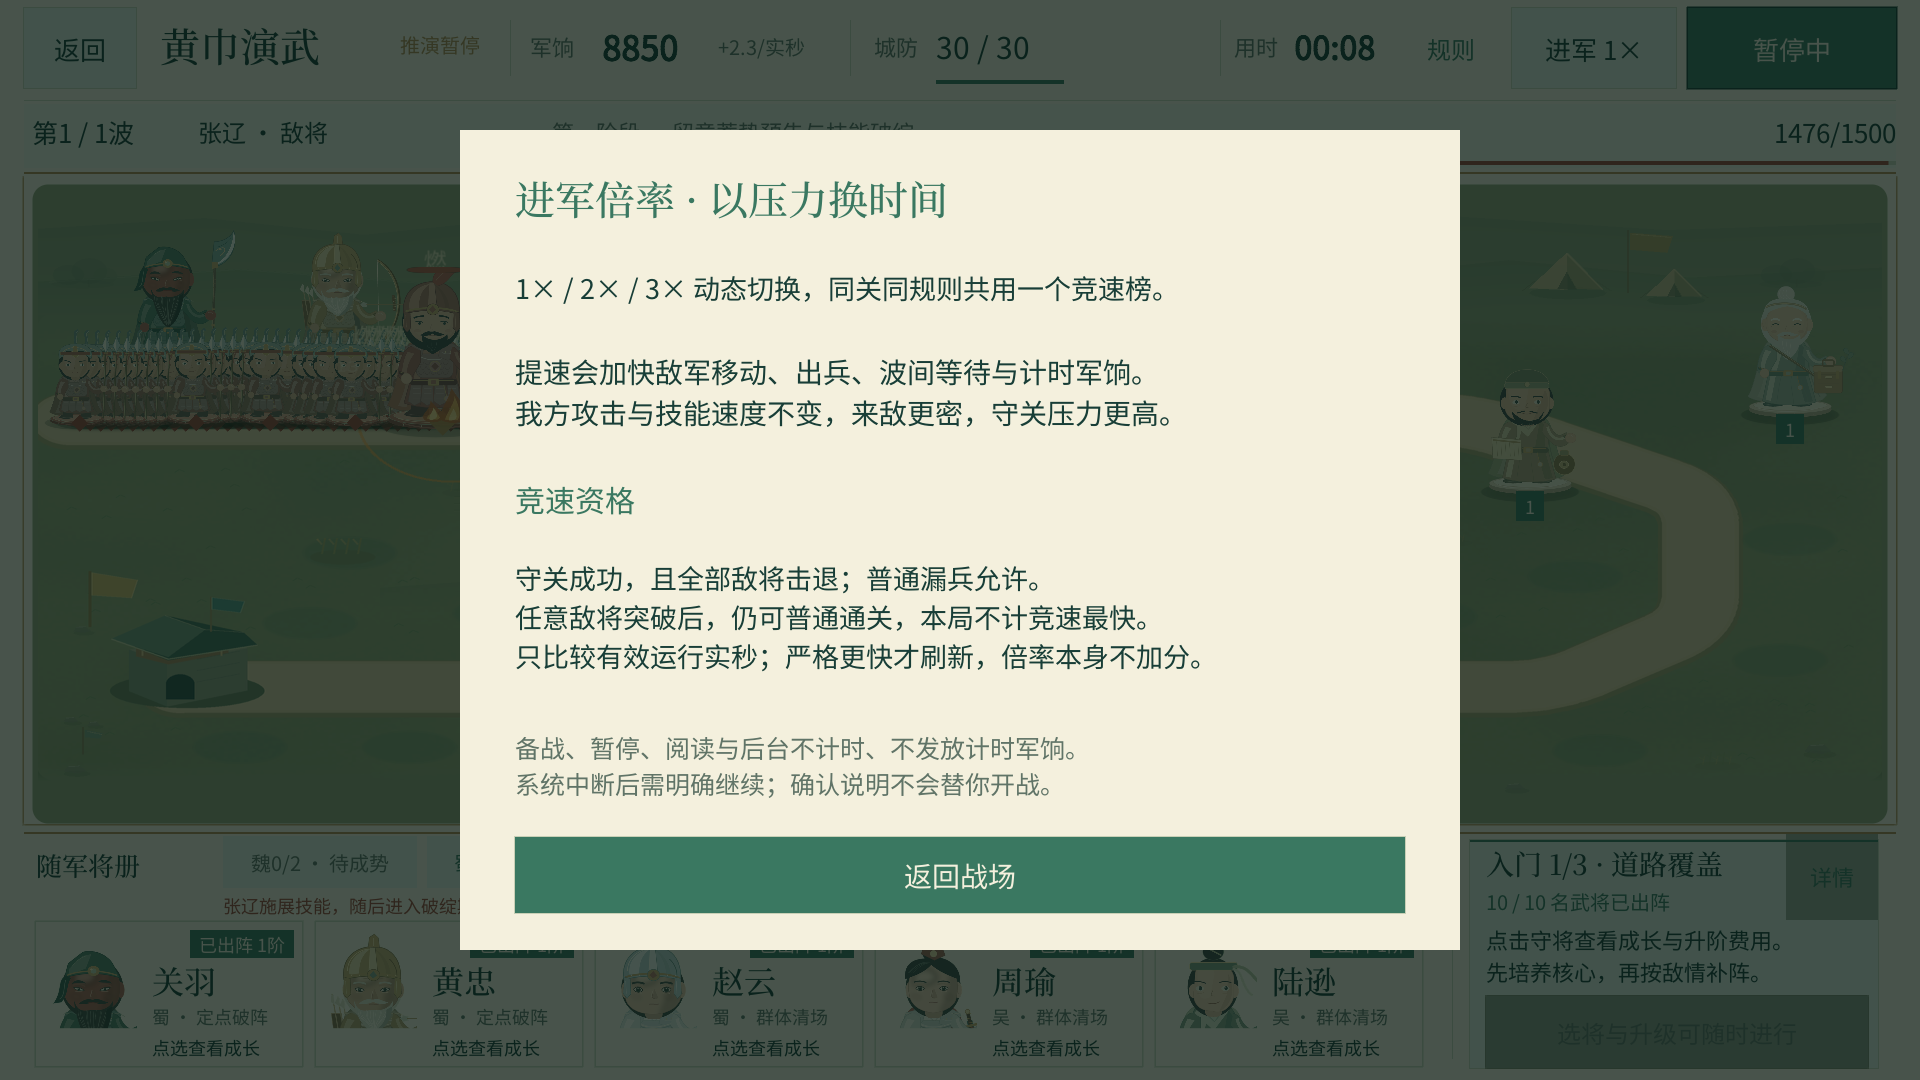 返回
黄巾演武
推演暂停
军饷
8850
+2.3/实秒
城防
30 / 30
用时
00:08
规则
进军 1×
暂停中
第1 / 1波
张辽 · 敌将
1476/1500
进军倍率 · 以压力换时间
1× / 2× / 3× 动态切换，同关同规则共用一个竞速榜。
提速会加快敌军移动、出兵、波间等待与计时军饷。
我方攻击与技能速度不变，来敌更密，守关压力更高。
竞速资格
守关成功，且全部敌将击退；普通漏兵允许。
任意敌将突破后，仍可普通通关，本局不计竞速最快。
只比较有效运行实秒；严格更快才刷新，倍率本身不加分。
备战、暂停、阅读与后台不计时、不发放计时军饷。
系统中断后需明确继续；确认说明不会替你开战。
返回战场
燃
1
1
随军将册
魏0/2 · 待成势
张辽施展技能，随后进入破绽
已出阵 1阶
关羽
蜀 · 定点破阵
点选查看成长
黄忠
蜀 · 定点破阵
点选查看成长
赵云
蜀 · 群体清场
点选查看成长
周瑜
吴 · 群体清场
点选查看成长
陆逊
吴 · 群体清场
点选查看成长
入门 1/3 · 道路覆盖
详情
10 / 10 名武将已出阵
点击守将查看成长与升阶费用。
先培养核心，再按敌情补阵。
选将与升级可随时进行